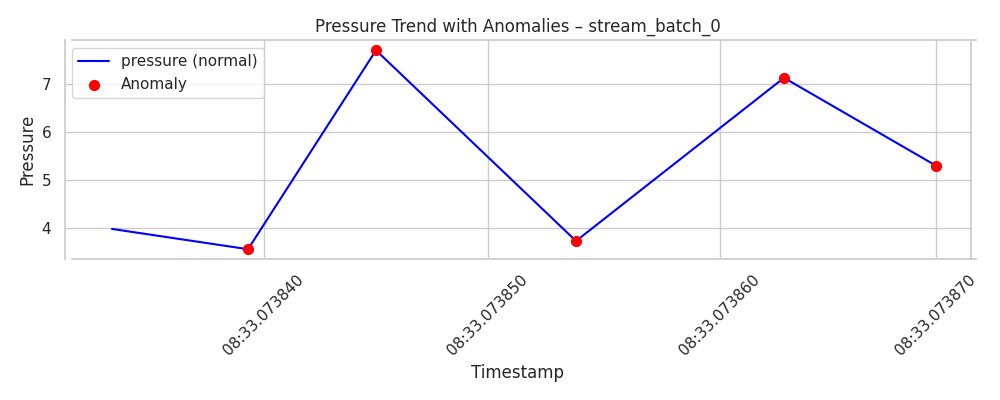 Pressure Trend with Anomalies – stream_batch_0
pressure (normal)
Anomaly
Pressure
7
6
5
4
08:33.073840
08:33.073850
08:33.073860
08:33.073870
Timestamp